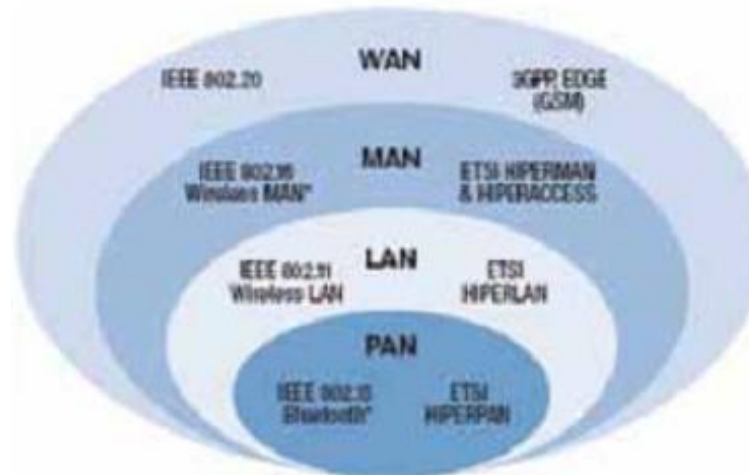 WAN
IEEE 802.20
3GPP, EDGE
(GSM)
MAN
IEEE 802.16
Wireless MAN*
ETSI HIPERMAN
& HIPERACCESS
LAN
IEEE 802.11
Wireless LAN
ETSI
HIPERLAN
PAN
IEEE 802.15
Bluetooth*
ETSI
HIPERPAN